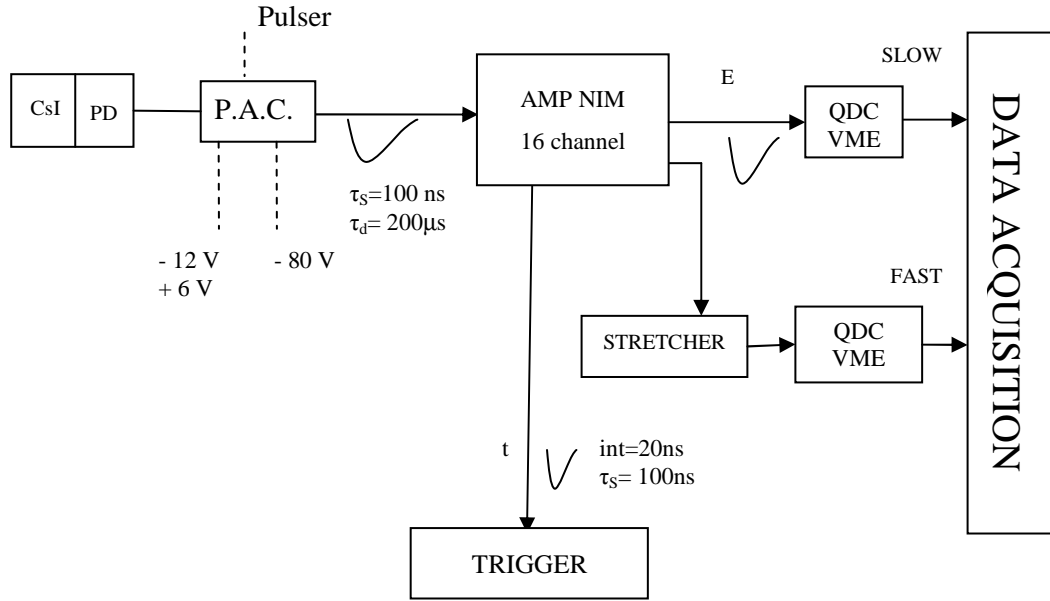 Pulser
CsI
PD
P.A.C.
τS=100 ns
τd= 200μs
- 12 V
+ 6 V
- 80 V
AMP NIM
16 channel
E
SLOW
QDC
VME
FAST
STRETCHER
QDC
VME
t
int=20ns
τS= 100ns
TRIGGER
DATA ACQUISITION